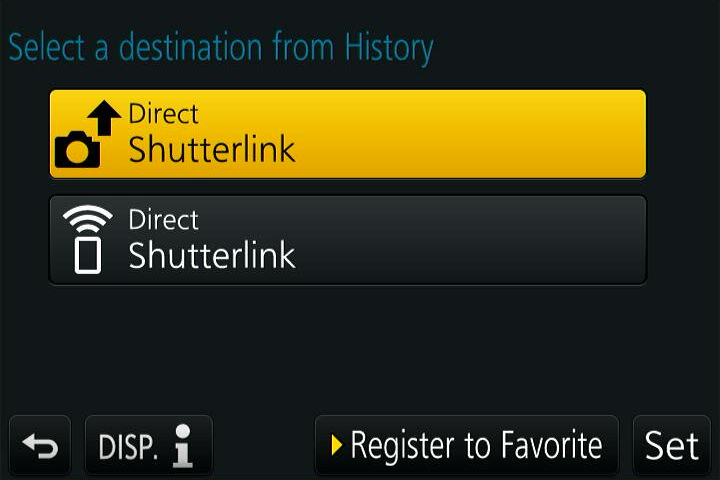 Select a destination from History
Direct
Shutterlink
Direct
Shutterlink
DISP. i
Register to Favorite
Set